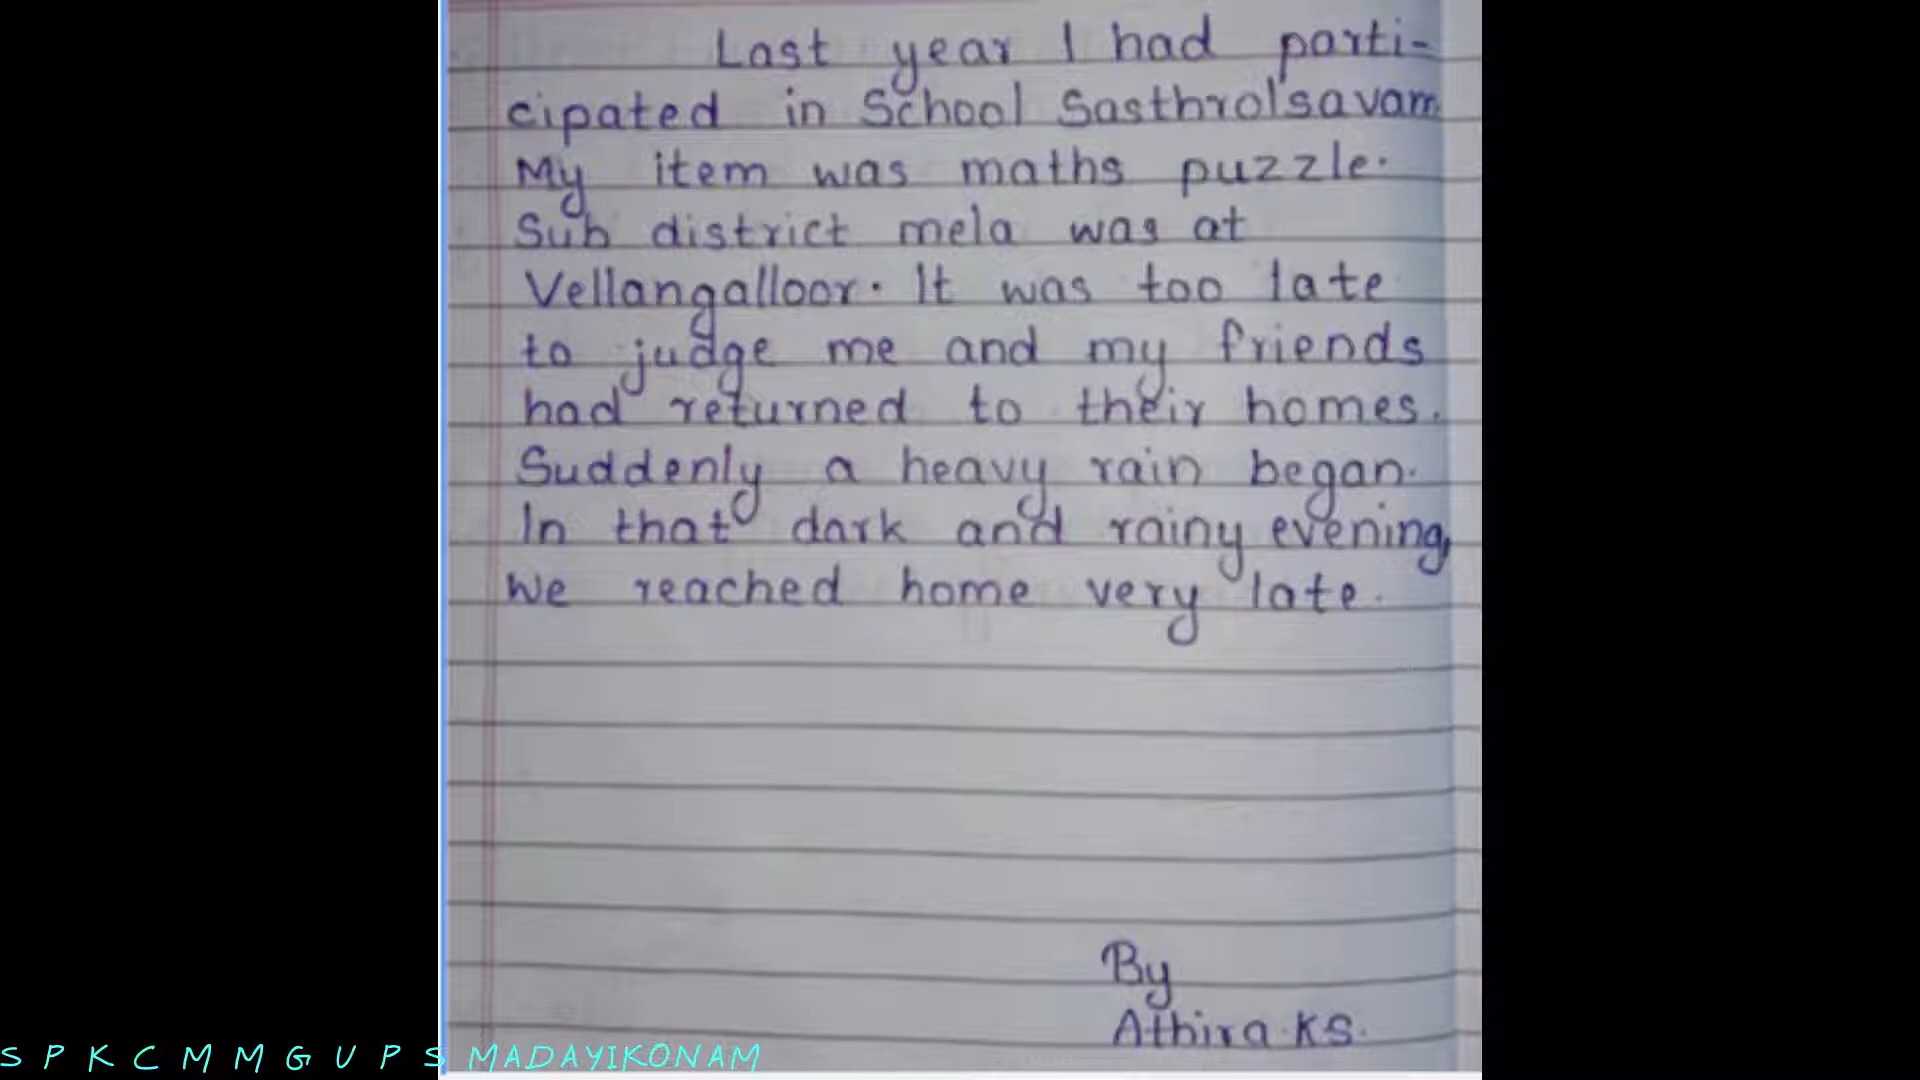 Last year I had parti-
cipated in School Sasthrolsavam
My item was maths puzzle.
Sub district mela was at
Vellangalloor. It was too late
to judge me and my friends
had returned to their homes.
Suddenly a heavy rain began.
In that dark and rainy evening,
we reached home very late.
By
Athira K S.
S P K C M M G U P S MADAYIKONAM